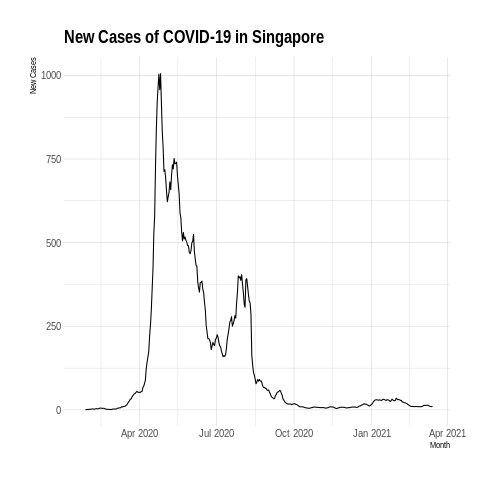 New Cases of COVID-19 in Singapore
New Cases
1000
750
500
250
0
Apr 2020 Jul 2020 Oct 2020 Jan 2021 Apr 2021
Month